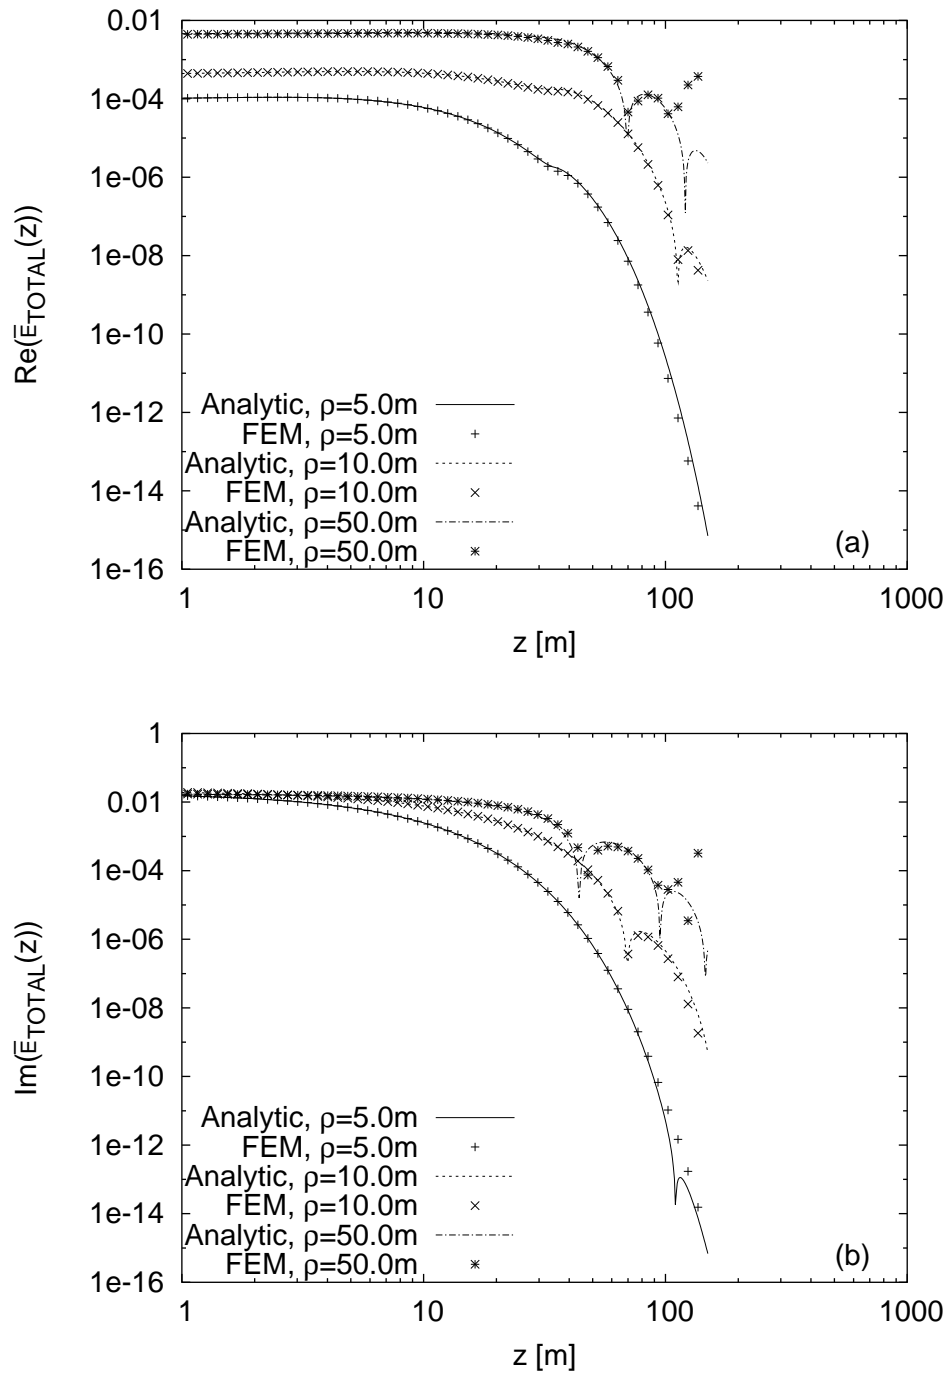 0.01
1e-04
1e-06
1e-08
1e-10
1e-12
1e-14
1e-16
Re(E̅_TOTAL(z))
Analytic, ρ=5.0m
FEM, ρ=5.0m
Analytic, ρ=10.0m
FEM, ρ=10.0m
Analytic, ρ=50.0m
FEM, ρ=50.0m
(a)
1 10 100 1000
z [m]
1
0.01
1e-04
1e-06
1e-08
1e-10
1e-12
1e-14
1e-16
Im(E̅_TOTAL(z))
Analytic, ρ=5.0m
FEM, ρ=5.0m
Analytic, ρ=10.0m
FEM, ρ=10.0m
Analytic, ρ=50.0m
FEM, ρ=50.0m
(b)
1 10 100 1000
z [m]